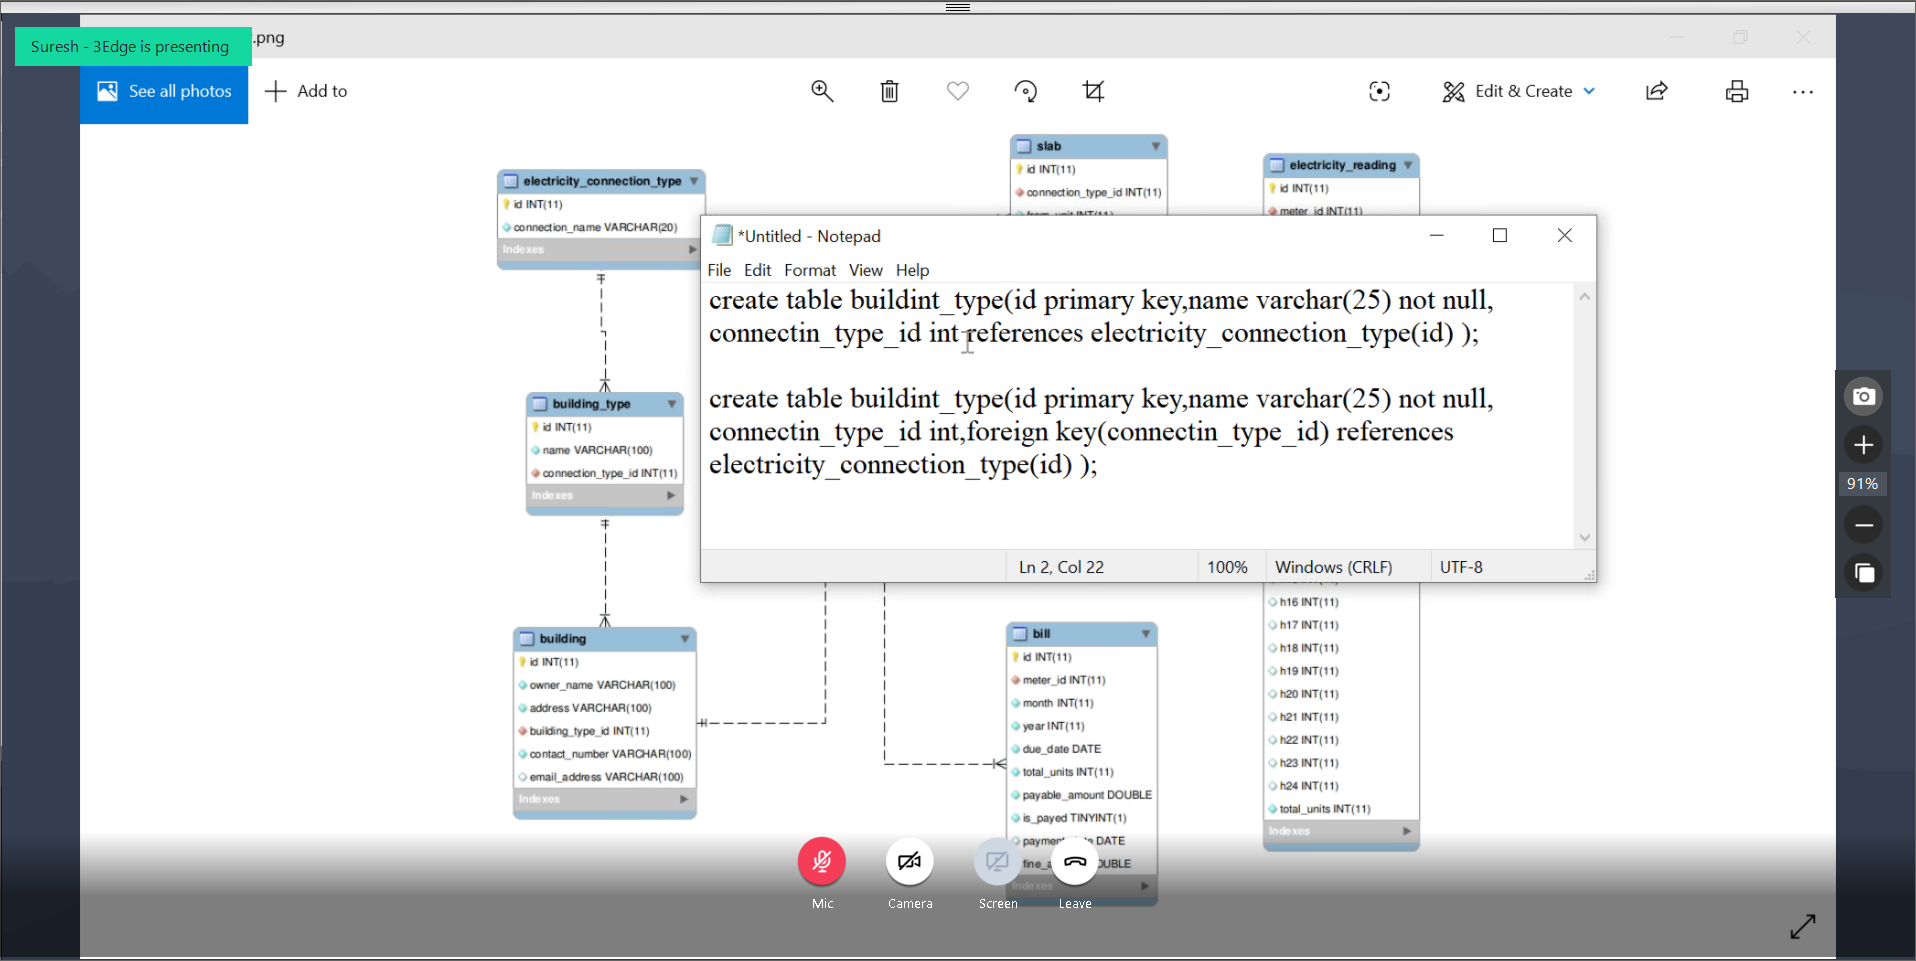 Suresh - 3Edge is presenting
.png
See all photos
Add to
Edit & Create
electricity_connection_type
id INT(11)
connection_name VARCHAR(20)
Indexes
slab
id INT(11)
connection_type_id INT(11)
from_unit INT(11)
electricity_reading
id INT(11)
meter_id INT(11)
*Untitled - Notepad
File Edit Format View Help
create table buildint_type(id primary key,name varchar(25) not null,
connectin_type_id int references electricity_connection_type(id) );
create table buildint_type(id primary key,name varchar(25) not null,
connectin_type_id int,foreign key(connectin_type_id) references
electricity_connection_type(id) );
Ln 2, Col 22
100%
Windows (CRLF)
UTF-8
building_type
id INT(11)
name VARCHAR(100)
connection_type_id INT(11)
Indexes
building
id INT(11)
owner_name VARCHAR(100)
address VARCHAR(100)
building_type_id INT(11)
contact_number VARCHAR(100)
email_address VARCHAR(100)
Indexes
bill
id INT(11)
meter_id INT(11)
month INT(11)
year INT(11)
due_date DATE
total_units INT(11)
payable_amount DOUBLE
is_payed TINYINT(1)
DATE
Indexes
h16 INT(11)
h17 INT(11)
h18 INT(11)
h19 INT(11)
h20 INT(11)
h21 INT(11)
h22 INT(11)
h23 INT(11)
h24 INT(11)
total_units INT(11)
Indexes
91%
Mic
Camera
Screen
Leave